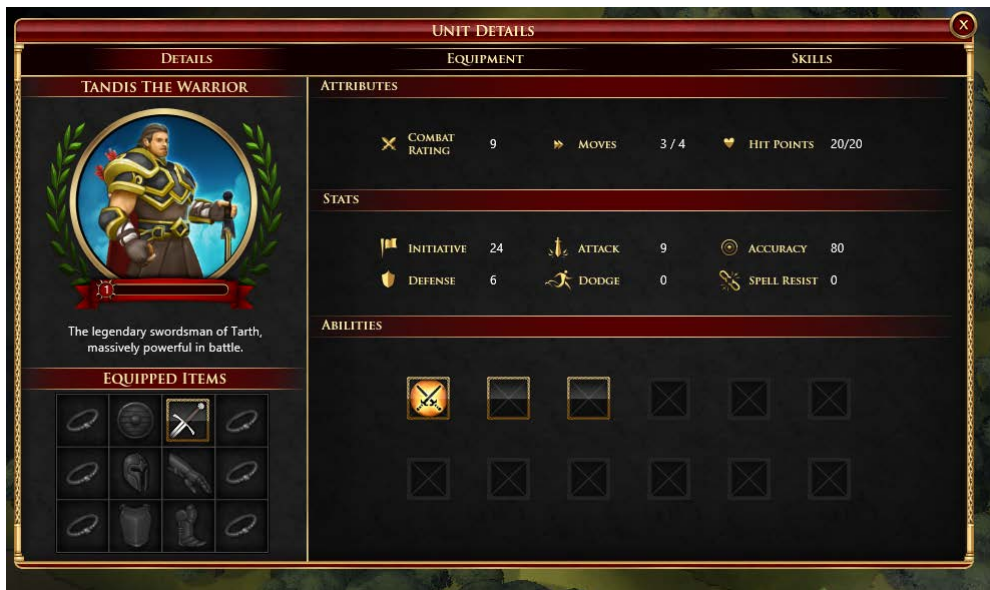 UNIT DETAILS
X
DETAILS
EQUIPMENT
SKILLS
TANDIS THE WARRIOR
1
The legendary swordsman of Tarth,
massively powerful in battle.
EQUIPPED ITEMS
ATTRIBUTES
COMBAT
RATING 9
MOVES 3 / 4
HIT POINTS 20/20
STATS
INITIATIVE 24
ATTACK 9
ACCURACY 80
DEFENSE 6
DODGE 0
SPELL RESIST 0
ABILITIES